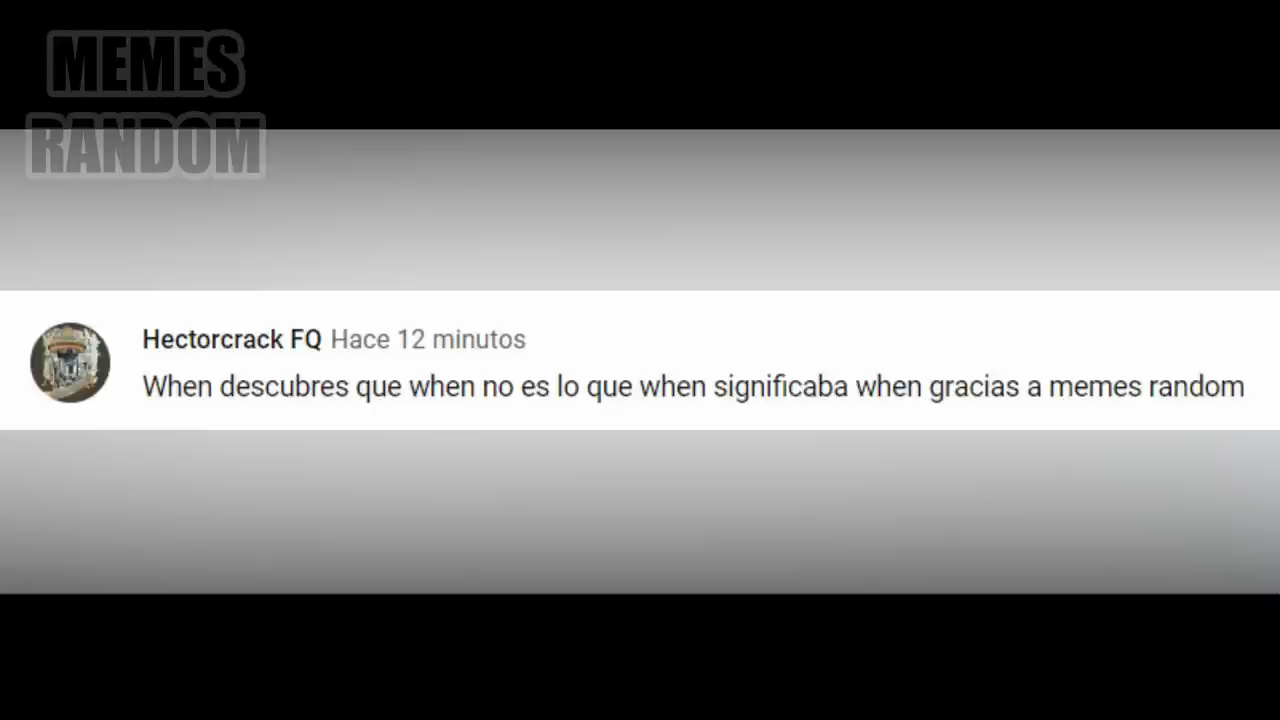 MEMES
RANDOM
Hectorcrack FQ Hace 12 minutos
When descubres que when no es lo que when significaba when gracias a memes random